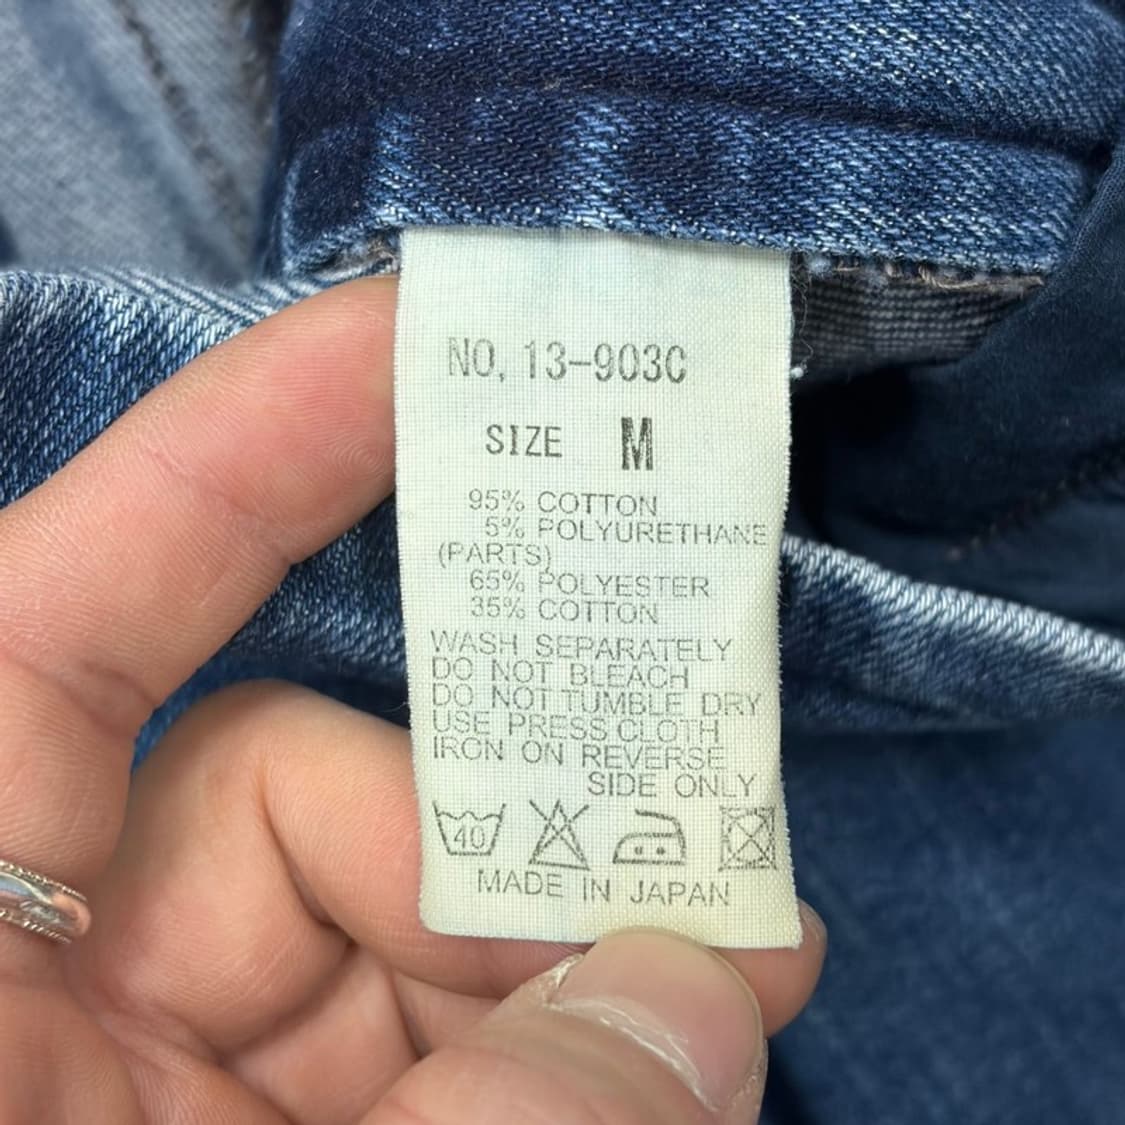 NO, 13-903C
SIZE M
95% COTTON
5% POLYURETHANE
(PARTS)
65% POLYESTER
35% COTTON
WASH SEPARATELY
DO NOT BLEACH
DO NOT TUMBLE DRY
USE PRESS CLOTH
IRON ON REVERSE
SIDE ONLY
40
MADE IN JAPAN